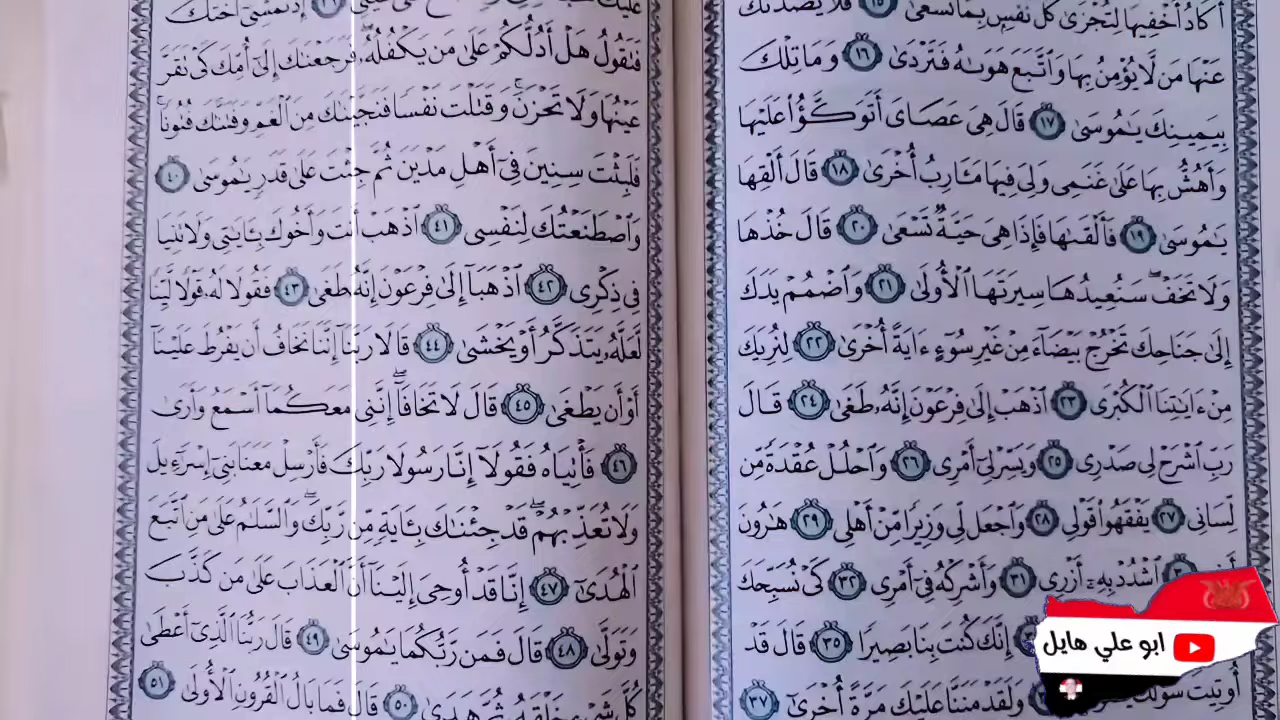 أَكَادُ أُخْفِيهَا لِتُجْزَىٰ كُلُّ نَفْسٍۭ بِمَا تَسْعَىٰ ١٥ فَلَا يَصُدَّنَّكَ
عَنْهَا مَن لَّا يُؤْمِنُ بِهَا وَٱتَّبَعَ هَوَىٰهُ فَتَرْدَىٰ ١٦ وَمَا تِلْكَ
بِيَمِينِكَ يَٰمُوسَىٰ ١٧ قَالَ هِىَ عَصَاىَ أَتَوَكَّؤُا۟ عَلَيْهَا
وَأَهُشُّ بِهَا عَلَىٰ غَنَمِى وَلِىَ فِيهَا مَـَٔارِبُ أُخْرَىٰ ١٨ قَالَ أَلْقِهَا
يَٰمُوسَىٰ ١٩ فَأَلْقَىٰهَا فَإِذَا هِىَ حَيَّةٌ تَسْعَىٰ ٢٠ قَالَ خُذْهَا
وَلَا تَخَفْ ۖ سَنُعِيدُهَا سِيرَتَهَا ٱلْأُولَىٰ ٢١ وَٱضْمُمْ يَدَكَ
إِلَىٰ جَنَاحِكَ تَخْرُجْ بَيْضَآءَ مِنْ غَيْرِ سُوٓءٍ ءَايَةً أُخْرَىٰ ٢٢ لِنُرِيَكَ
مِنْ ءَايَٰتِنَا ٱلْكُبْرَى ٢٣ ٱذْهَبْ إِلَىٰ فِرْعَوْنَ إِنَّهُۥ طَغَىٰ ٢٤ قَالَ
رَبِّ ٱشْرَحْ لِى صَدْرِى ٢٥ وَيَسِّرْ لِىٓ أَمْرِى ٢٦ وَٱحْلُلْ عُقْدَةً مِّن
لِّسَانِى ٢٧ يَفْقَهُوا۟ قَوْلِى ٢٨ وَٱجْعَل لِّى وَزِيرًا مِّنْ أَهْلِى ٢٩ هَٰرُونَ
ٱشْدُدْ بِهِۦٓ أَزْرِى ٣١ وَأَشْرِكْهُ فِىٓ أَمْرِى ٣٢ كَىْ نُسَبِّحَكَ
إِنَّكَ كُنتَ بِنَا بَصِيرًا ٣٥ قَالَ قَدْ
أُوتِيتَ سُؤْلَكَ وَلَقَدْ مَنَنَّا عَلَيْكَ مَرَّةً أُخْرَىٰٓ ٣٧
إِذْ تَمْشِىٓ أُخْتُكَ
فَتَقُولُ هَلْ أَدُلُّكُمْ عَلَىٰ مَن يَكْفُلُهُۥ ۖ فَرَجَعْنَٰكَ إِلَىٰٓ أُمِّكَ كَىْ تَقَرَّ
عَيْنُهَا وَلَا تَحْزَنَ ۚ وَقَتَلْتَ نَفْسًا فَنَجَّيْنَٰكَ مِنَ ٱلْغَمِّ وَفَتَنَّٰكَ فُتُونًا ۚ
فَلَبِثْتَ سِنِينَ فِىٓ أَهْلِ مَدْيَنَ ثُمَّ جِئْتَ عَلَىٰ قَدَرٍ يَٰمُوسَىٰ ٤٠
وَٱصْطَنَعْتُكَ لِنَفْسِى ٤١ ٱذْهَبْ أَنتَ وَأَخُوكَ بِـَٔايَٰتِى وَلَا تَنِيَا
فِى ذِكْرِى ٤٢ ٱذْهَبَآ إِلَىٰ فِرْعَوْنَ إِنَّهُۥ طَغَىٰ ٤٣ فَقُولَا لَهُۥ قَوْلًا لَّيِّنًا
لَّعَلَّهُۥ يَتَذَكَّرُ أَوْ يَخْشَىٰ ٤٤ قَالَا رَبَّنَآ إِنَّنَا نَخَافُ أَن يَفْرُطَ عَلَيْنَآ
أَوْ أَن يَطْغَىٰ ٤٥ قَالَ لَا تَخَافَآ ۖ إِنَّنِى مَعَكُمَآ أَسْمَعُ وَأَرَىٰ
٤٦ فَأْتِيَاهُ فَقُولَآ إِنَّا رَسُولَا رَبِّكَ فَأَرْسِلْ مَعَنَا بَنِىٓ إِسْرَٰٓءِيلَ
وَلَا تُعَذِّبْهُمْ ۖ قَدْ جِئْنَٰكَ بِـَٔايَةٍ مِّن رَّبِّكَ ۖ وَٱلسَّلَٰمُ عَلَىٰ مَنِ ٱتَّبَعَ
ٱلْهُدَىٰٓ ٤٧ إِنَّا قَدْ أُوحِىَ إِلَيْنَآ أَنَّ ٱلْعَذَابَ عَلَىٰ مَن كَذَّبَ
وَتَوَلَّىٰ ٤٨ قَالَ فَمَن رَّبُّكُمَا يَٰمُوسَىٰ ٤٩ قَالَ رَبُّنَا ٱلَّذِىٓ أَعْطَىٰ
كُلَّ شَىْءٍ خَلْقَهُۥ ثُمَّ هَدَىٰ ٥٠ قَالَ فَمَا بَالُ ٱلْقُرُونِ ٱلْأُولَىٰ ٥١
ابو علي هايل